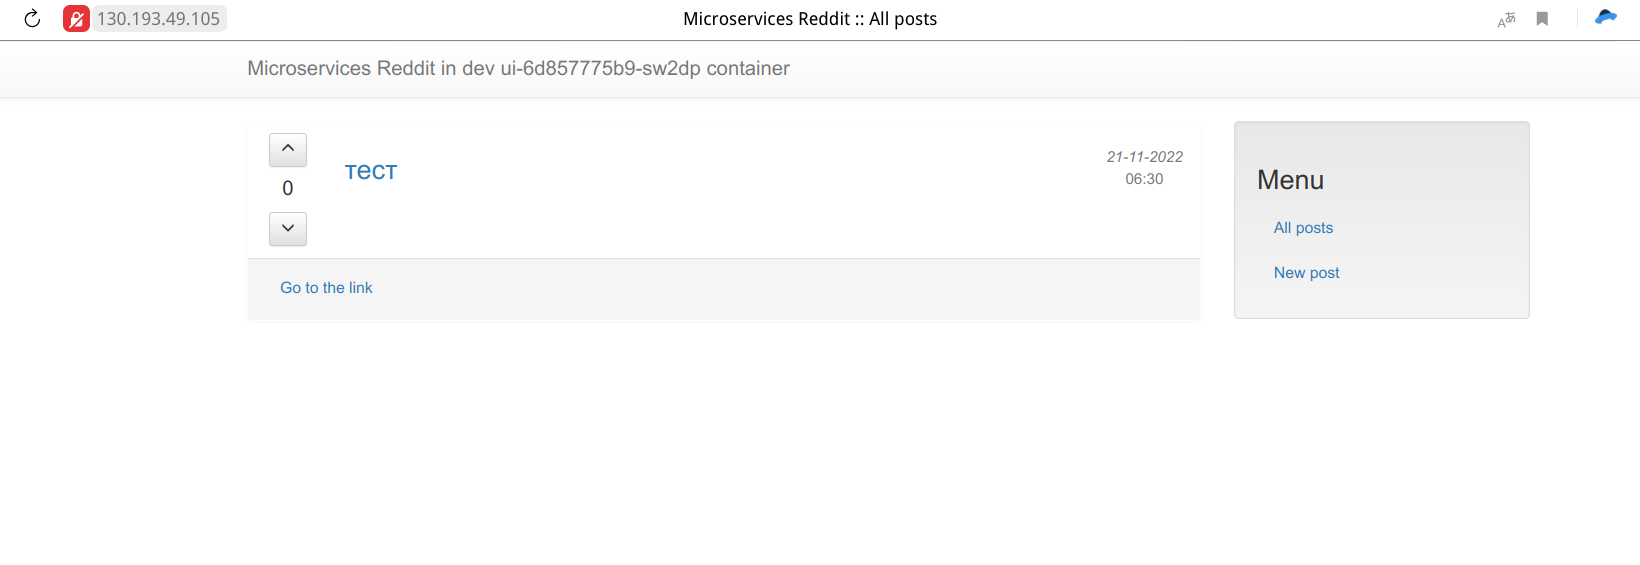 130.193.49.105
Microservices Reddit :: All posts
Microservices Reddit in dev ui-6d857775b9-sw2dp container
0
тест
21-11-2022
06:30
Go to the link
Menu
All posts
New post